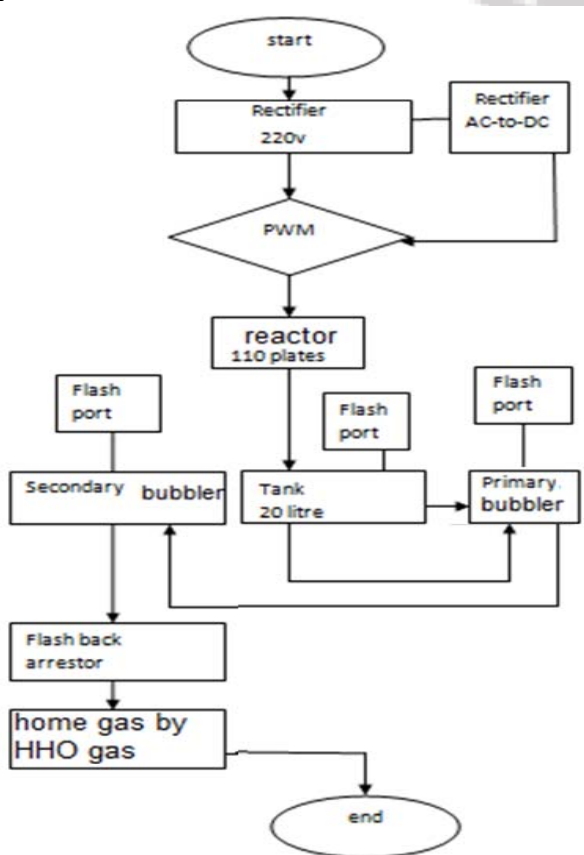 start
Rectifier
220v
Rectifier
AC-to-DC
PWM
reactor
110 plates
Flash
port
Flash
port
Flash
port
Secondary bubbler
Tank
20 litre
Primary.
bubbler
Flash back
arrestor
home gas by
HHO gas
end